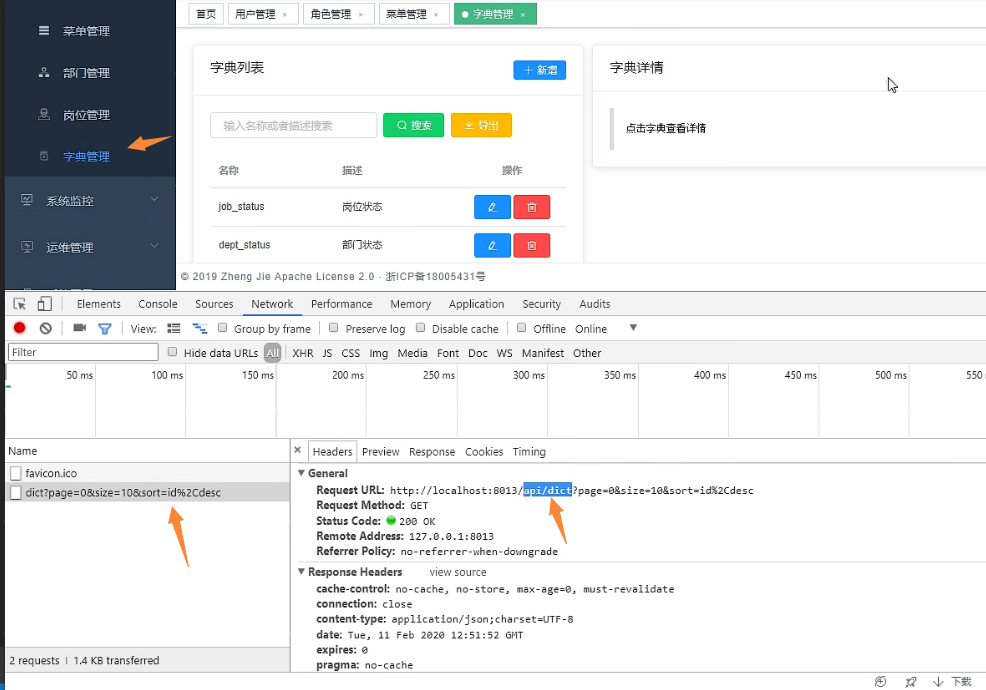 首页 用户管理 × 角色管理 × 菜单管理 × 字典管理 ×
菜单管理
部门管理
岗位管理
字典管理
系统监控
运维管理
字典列表
+ 新增
输入名称或者描述搜索 搜索 导出
名称 描述 操作
job_status 岗位状态
dept_status 部门状态
字典详情
点击字典查看详情
© 2019 Zheng Jie Apache License 2.0 · 浙ICP备18005431号
Elements Console Sources Network Performance Memory Application Security Audits
View: Group by frame Preserve log Disable cache Offline Online
Filter Hide data URLs All XHR JS CSS Img Media Font Doc WS Manifest Other
50 ms 100 ms 150 ms 200 ms 250 ms 300 ms 350 ms 400 ms 450 ms 500 ms 550
Name
favicon.ico
dict?page=0&size=10&sort=id%2Cdesc
2 requests | 1.4 KB transferred
× Headers Preview Response Cookies Timing
General
Request URL: http://localhost:8013/api/dict?page=0&size=10&sort=id%2Cdesc
Request Method: GET
Status Code: 200 OK
Remote Address: 127.0.0.1:8013
Referrer Policy: no-referrer-when-downgrade
Response Headers view source
cache-control: no-cache, no-store, max-age=0, must-revalidate
connection: close
content-type: application/json;charset=UTF-8
date: Tue, 11 Feb 2020 12:51:52 GMT
expires: 0
pragma: no-cache
下载